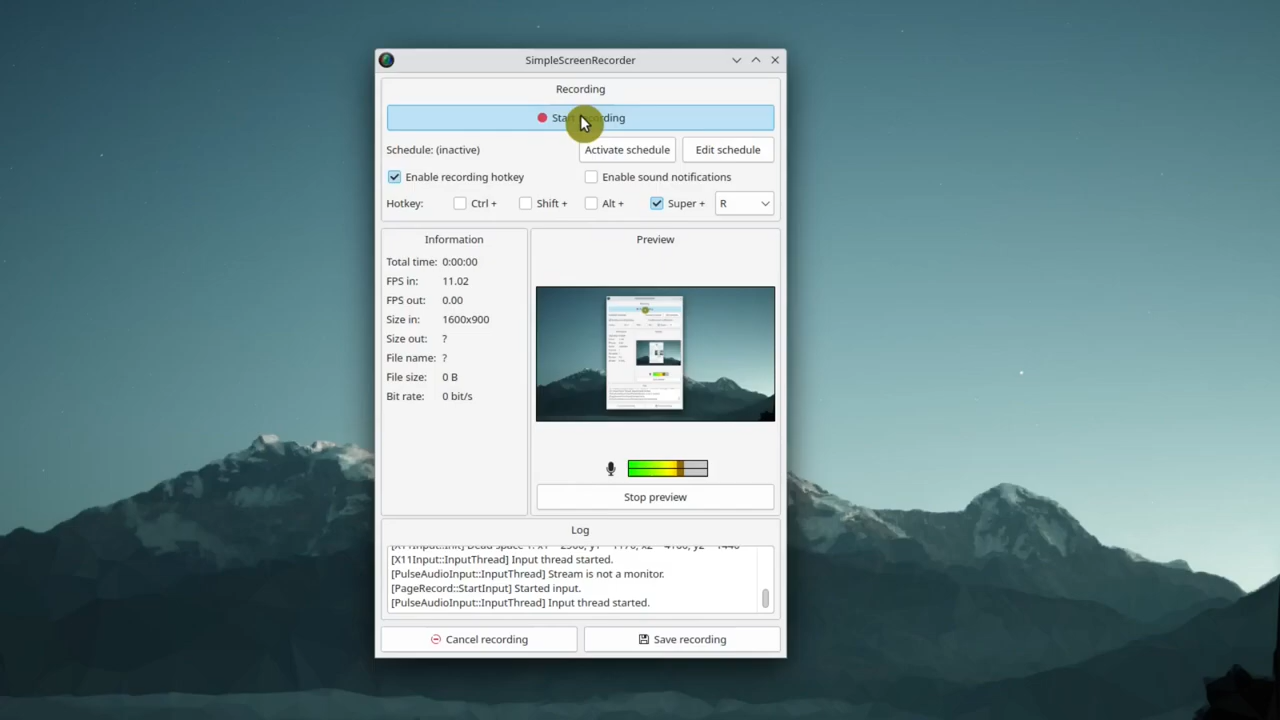 SimpleScreenRecorder
Recording
Start recording
Schedule: (inactive)
Activate schedule
Edit schedule
Enable recording hotkey
Enable sound notifications
Hotkey:
Ctrl +
Shift +
Alt +
Super +
R
Information
Total time: 0:00:00
FPS in: 11.02
FPS out: 0.00
Size in: 1600x900
Size out: ?
File name: ?
File size: 0 B
Bit rate: 0 bit/s
Preview
Stop preview
Log
[X11Input::InputThread] Input thread started.
[PulseAudioInput::InputThread] Stream is not a monitor.
[PageRecord::StartInput] Started input.
[PulseAudioInput::InputThread] Input thread started.
Cancel recording
Save recording